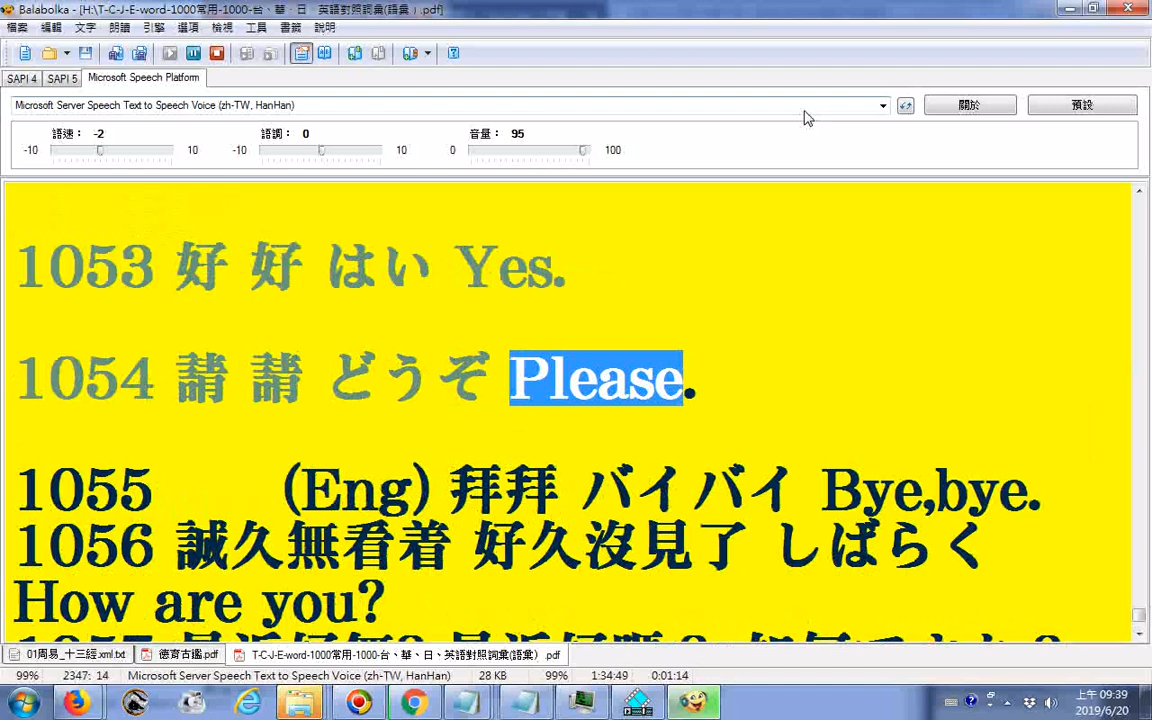 Balabolka - [H:\T-C-J-E-word-1000常用-1000-台、華、日、英語對照詞彙(語彙）.pdf]
檔案 編輯 文字 朗讀 引擎 選項 檢視 工具 書籤 說明
SAPI 4 SAPI 5 Microsoft Speech Platform
Microsoft Server Speech Text to Speech Voice (zh-TW, HanHan) 關於 預設
語速： -2 語調： 0 音量： 95
-10 10 -10 10 0 100
1053 好 好 はい Yes.
1054 請 請 どうぞ Please.
1055 (Eng) 拜拜 バイバイ Bye,bye.
1056 誠久無看着 好久沒見了 しばらく
How are you?
01周易_十三經.xml.txt 德育古鑑.pdf T-C-J-E-word-1000常用-1000-台、華、日、英語對照詞彙(語彙）.pdf
99% 2347: 14 Microsoft Server Speech Text to Speech Voice (zh-TW, HanHan) 28 KB 99% 1:34:49 0:01:14
上午 09:39
2019/6/20